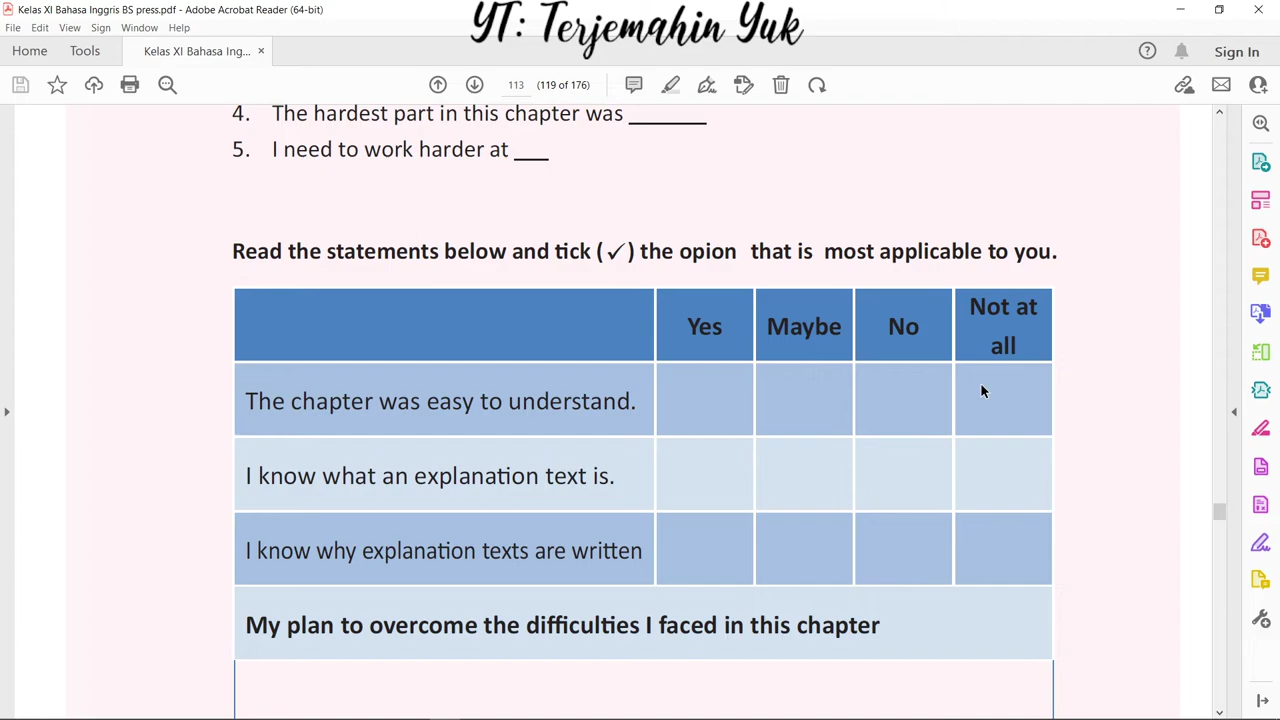 Kelas XI Bahasa Inggris BS press.pdf - Adobe Acrobat Reader (64-bit)
YT: Terjemahin Yuk
File Edit View Sign Window Help
Home Tools Kelas XI Bahasa Ing... × Sign In
113 (119 of 176)
4. The hardest part in this chapter was _______
5. I need to work harder at ___
Read the statements below and tick (✓) the opion that is most applicable to you.
Yes Maybe No Not at
all
The chapter was easy to understand.
I know what an explanation text is.
I know why explanation texts are written
My plan to overcome the difficulties I faced in this chapter